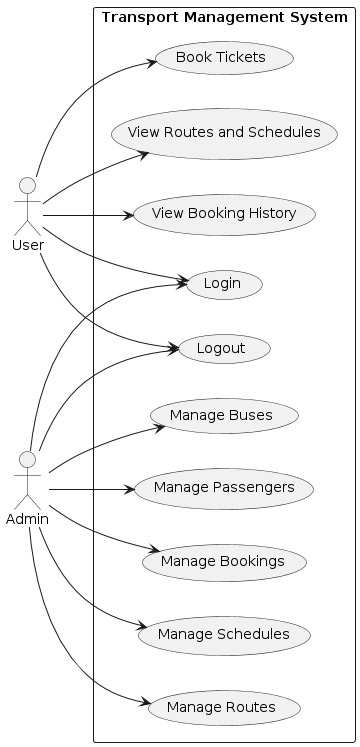 Transport Management System
Book Tickets
View Routes and Schedules
View Booking History
User
Login
Logout
Manage Buses
Manage Passengers
Admin
Manage Bookings
Manage Schedules
Manage Routes